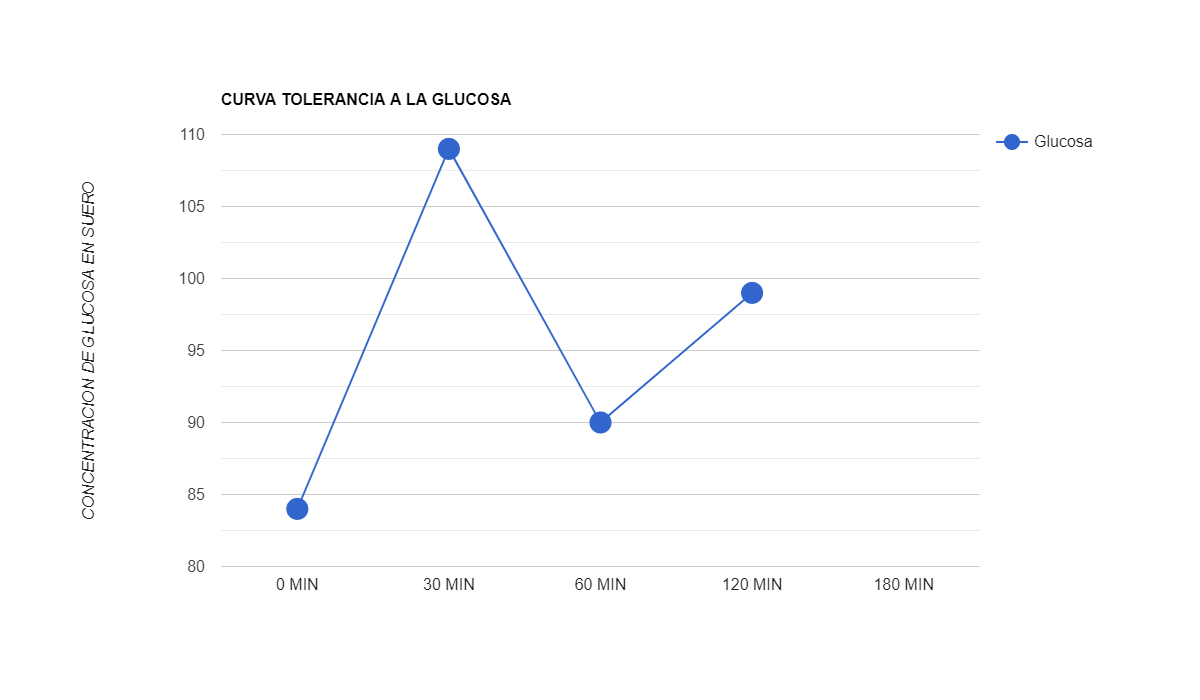 CURVA TOLERANCIA A LA GLUCOSA
Glucosa
CONCENTRACION DE GLUCOSA EN SUERO
110
105
100
95
90
85
80
0 MIN
30 MIN
60 MIN
120 MIN
180 MIN